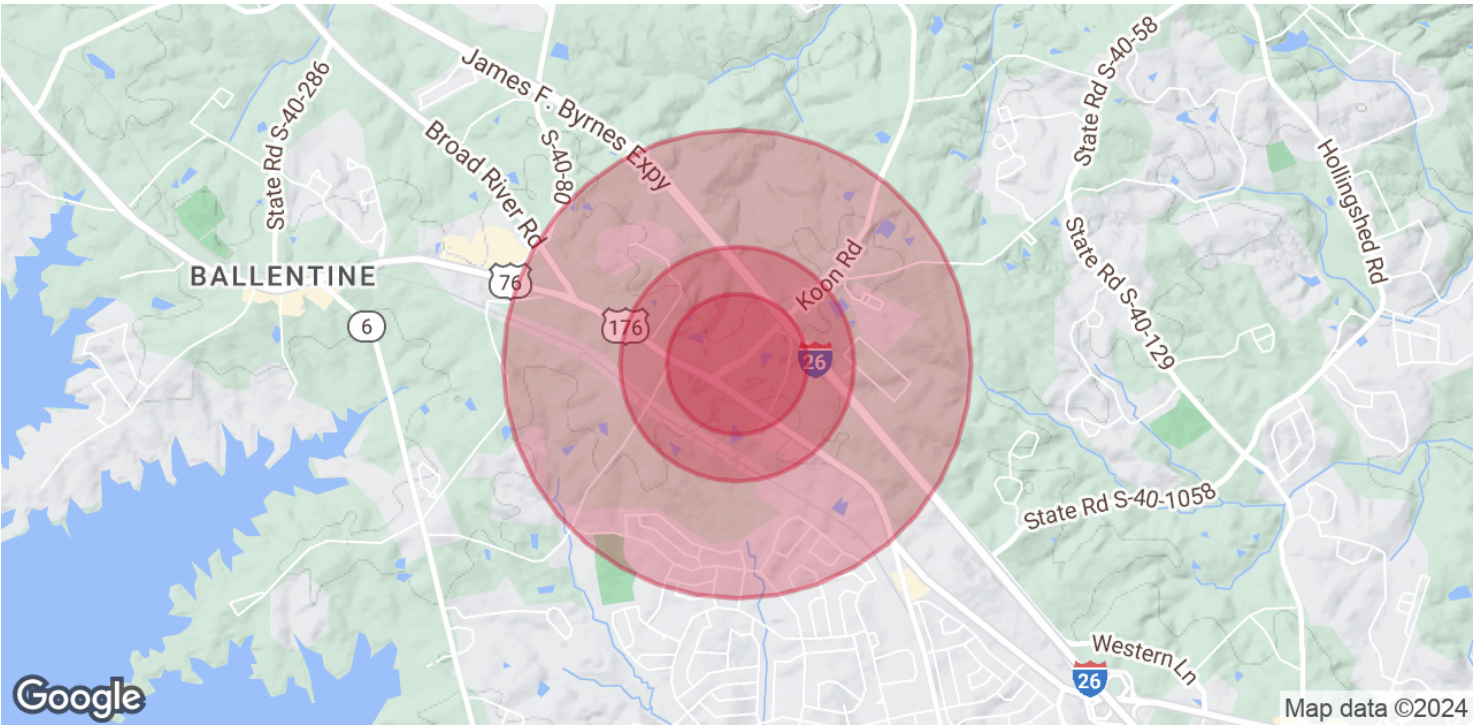 State Rd S-40-58
James F. Byrnes Expy
State Rd S-40-286
Broad River Rd
S-40-80
Hollingshed Rd
BALLENTINE
76
Koon Rd
State Rd S-40-129
6
176
26
State Rd S-40-1058
Western Ln
26
Google
Map data ©2024